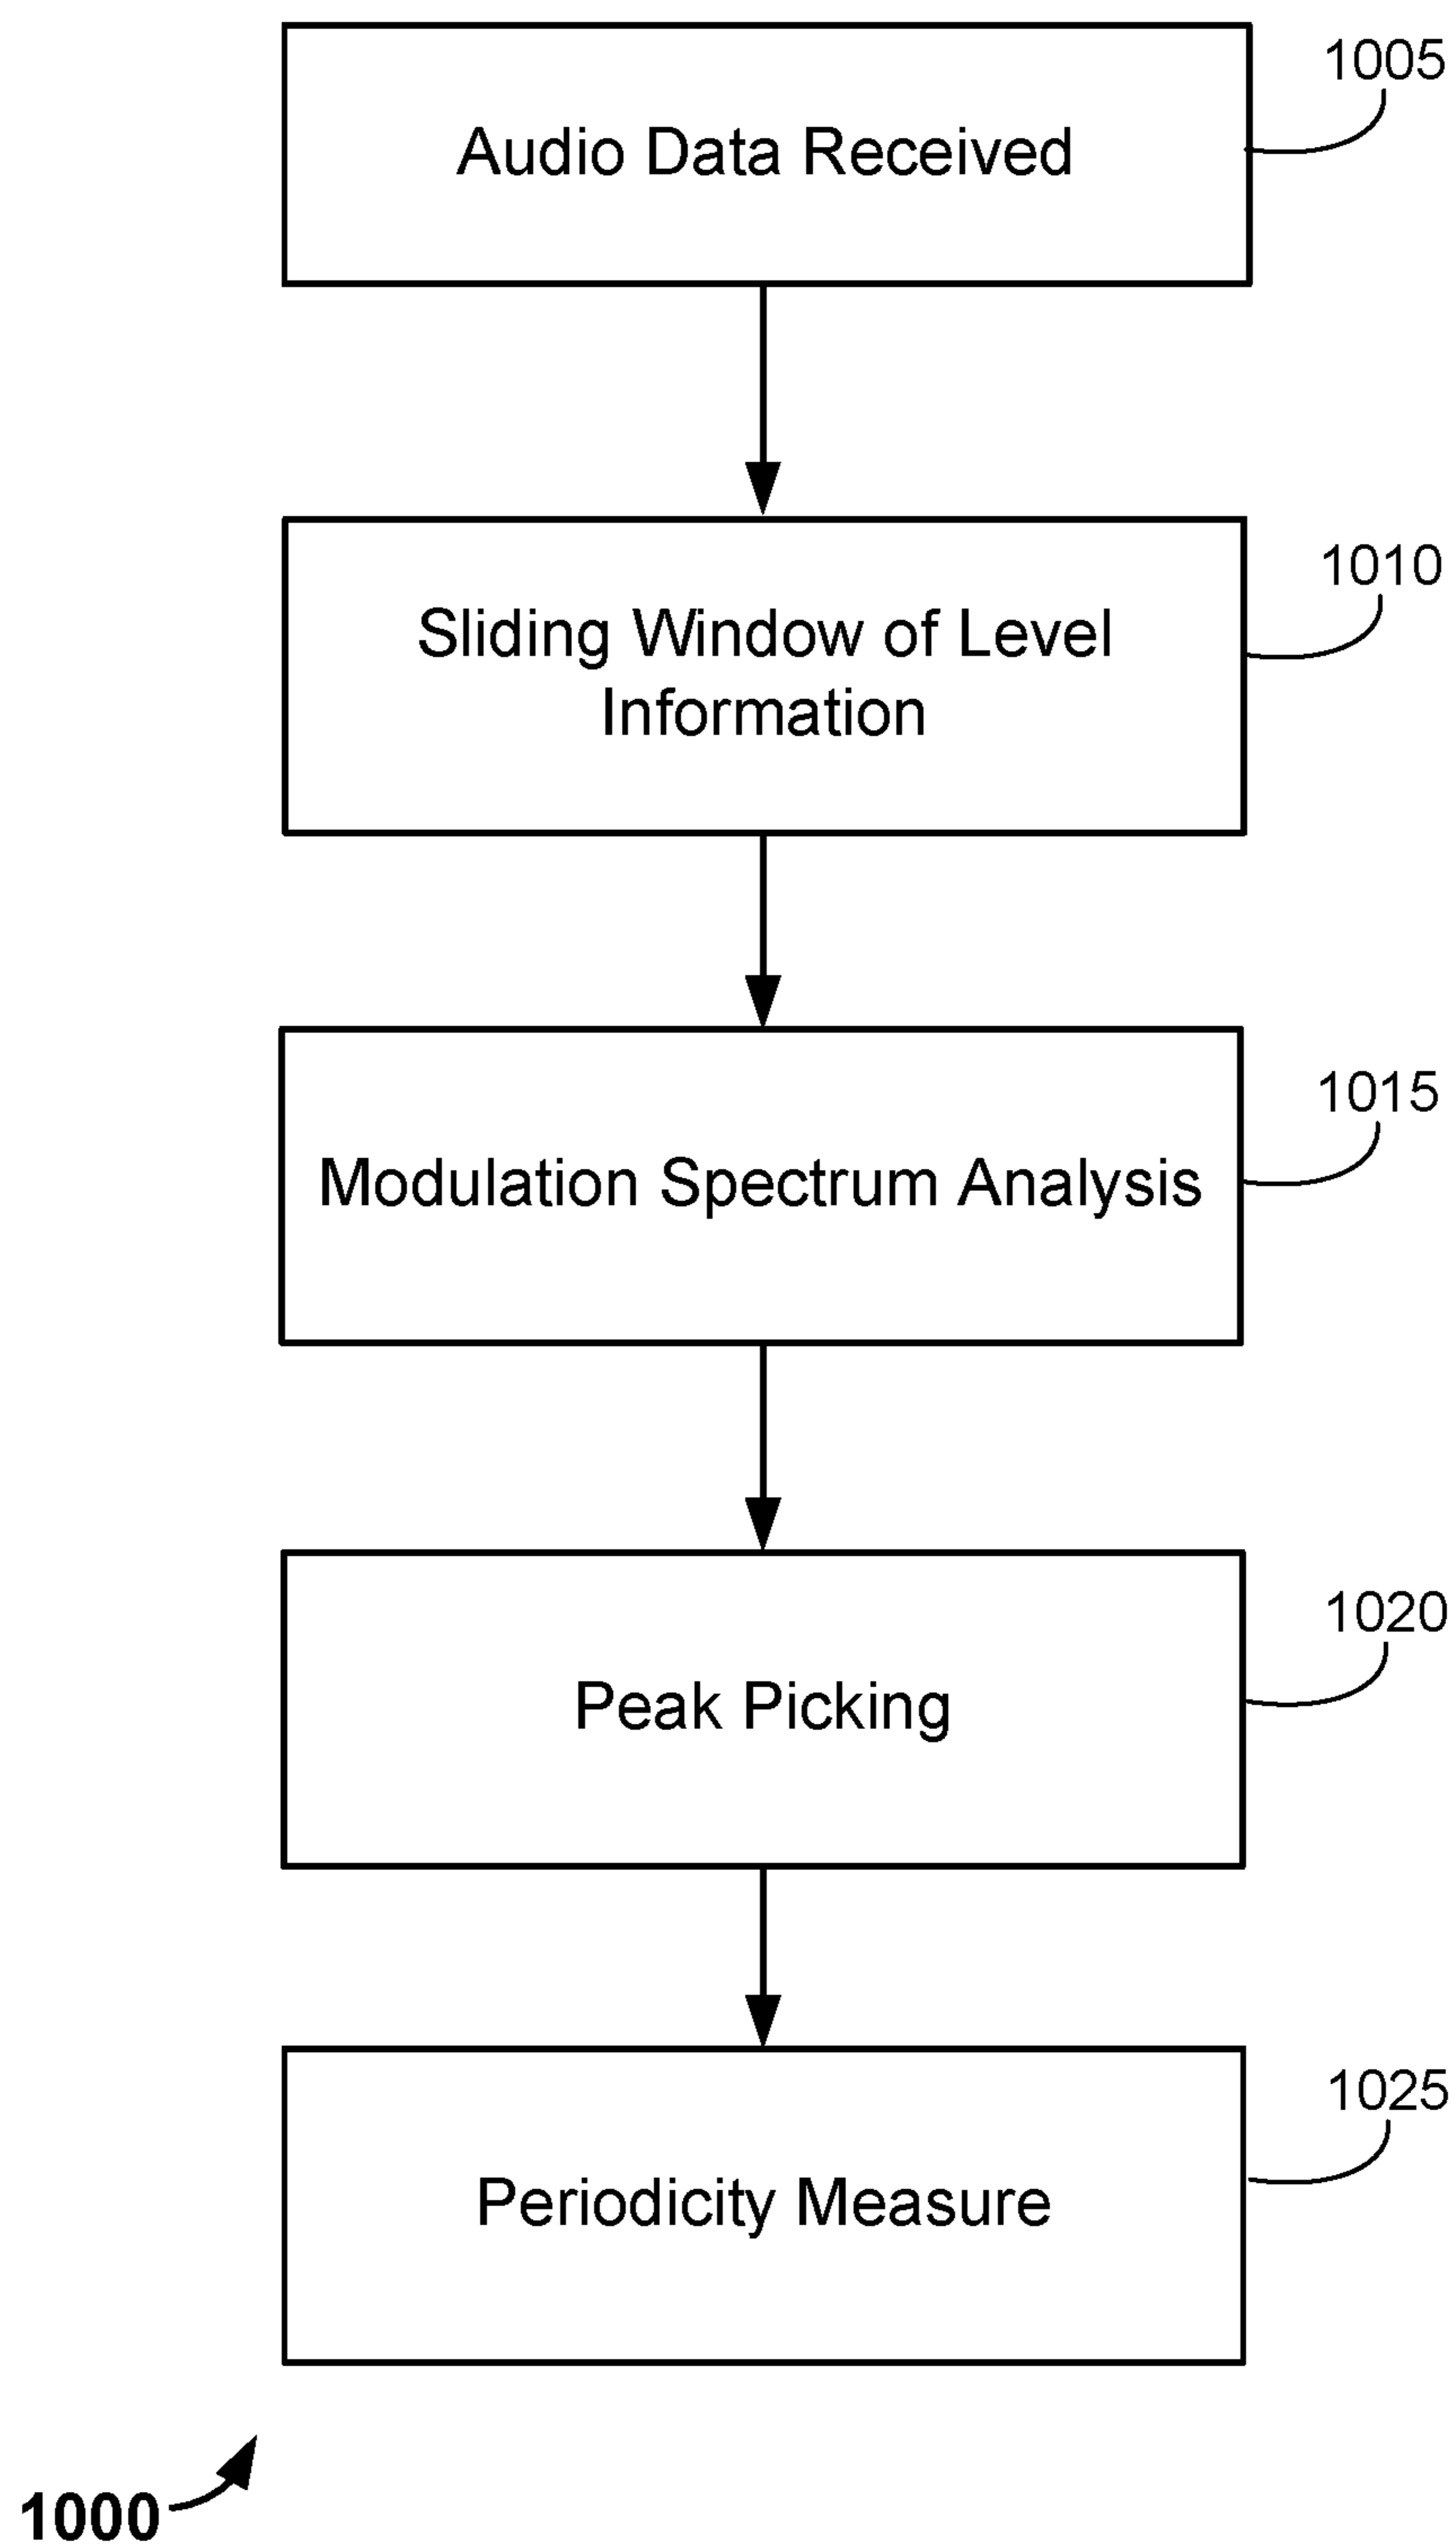 1005
Audio Data Received
1010
Sliding Window of Level
Information
1015
Modulation Spectrum Analysis
1020
Peak Picking
1025
Periodicity Measure
1000